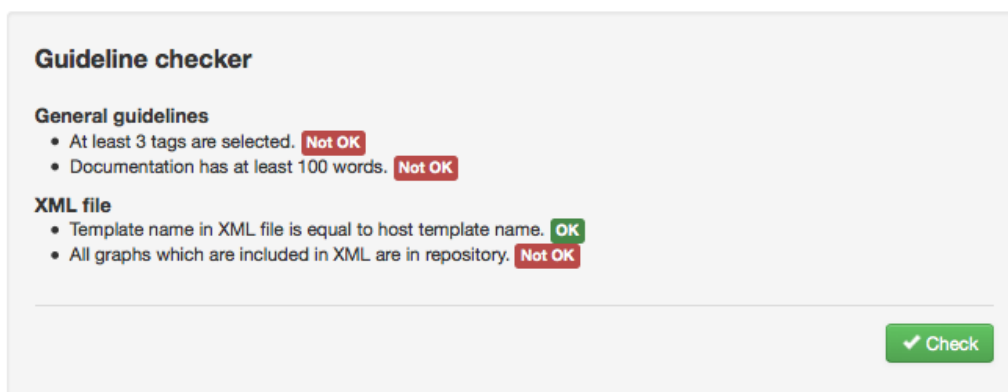 Guideline checker
General guidelines
At least 3 tags are selected. Not OK
Documentation has at least 100 words. Not OK
XML file
Template name in XML file is equal to host template name. OK
All graphs which are included in XML are in repository. Not OK
Check